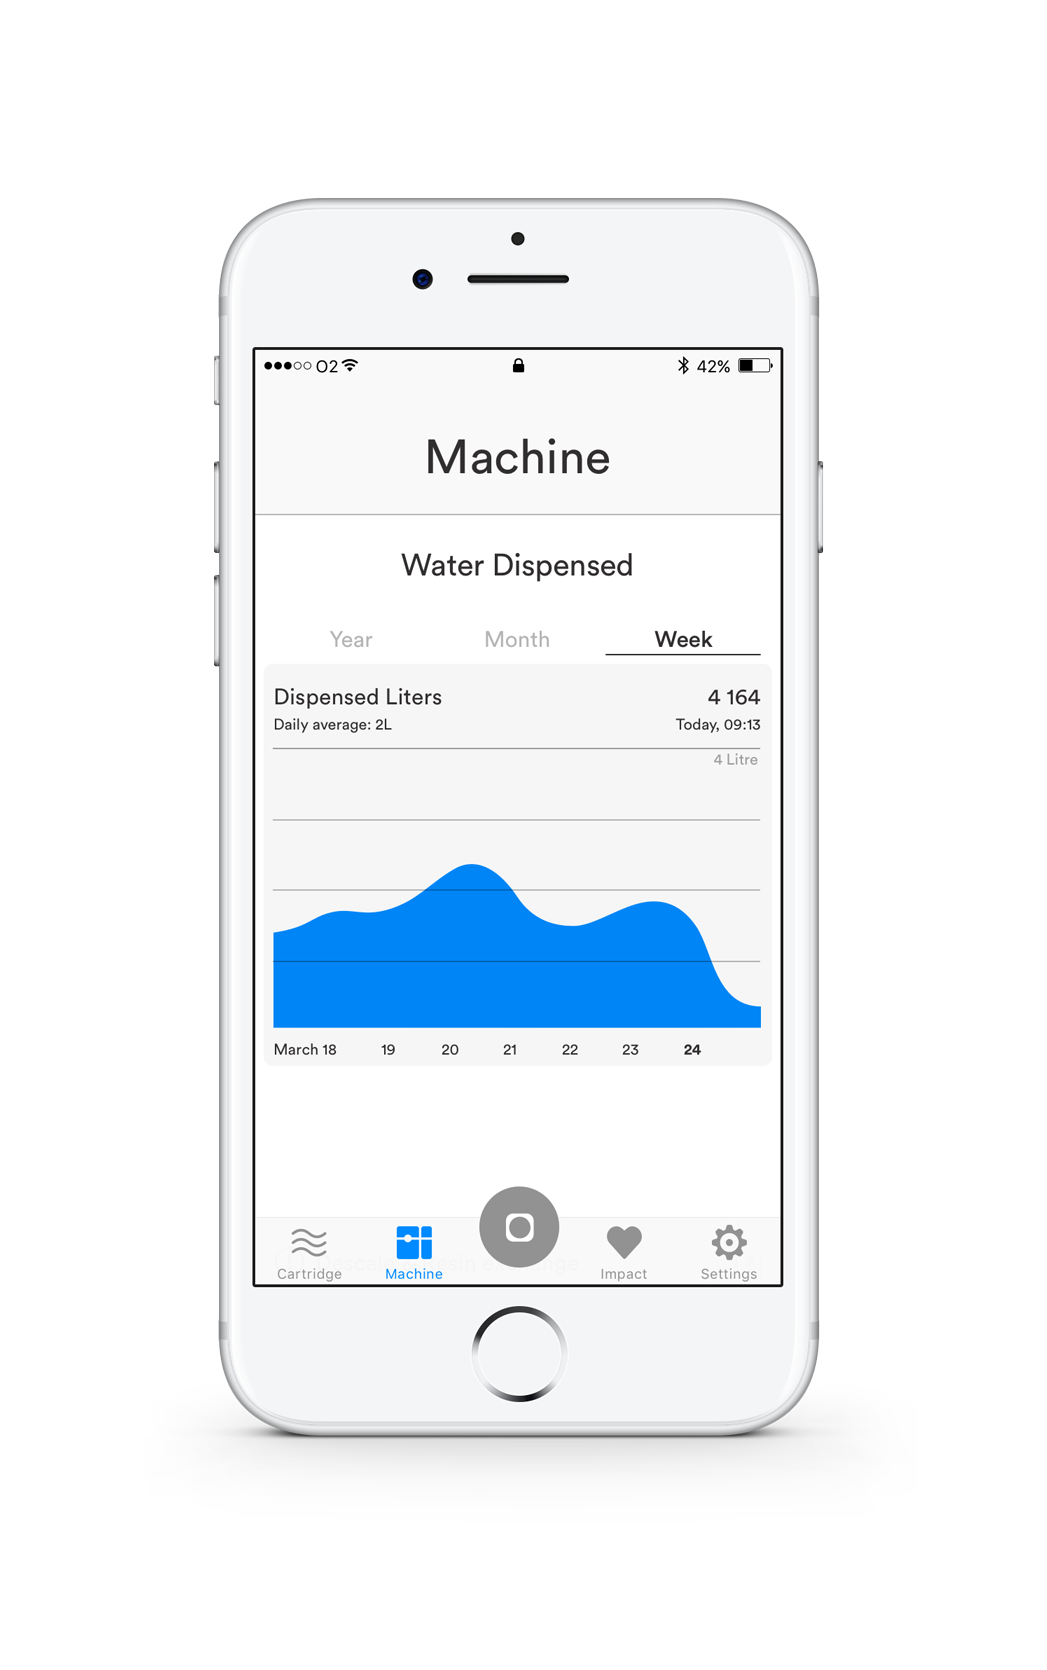 O2 42%
Machine
Water Dispensed
Year Month Week
Dispensed Liters 4 164
Daily average: 2L Today, 09:13
4 Litre
March 18 19 20 21 22 23 24
Cartridge Machine Impact Settings